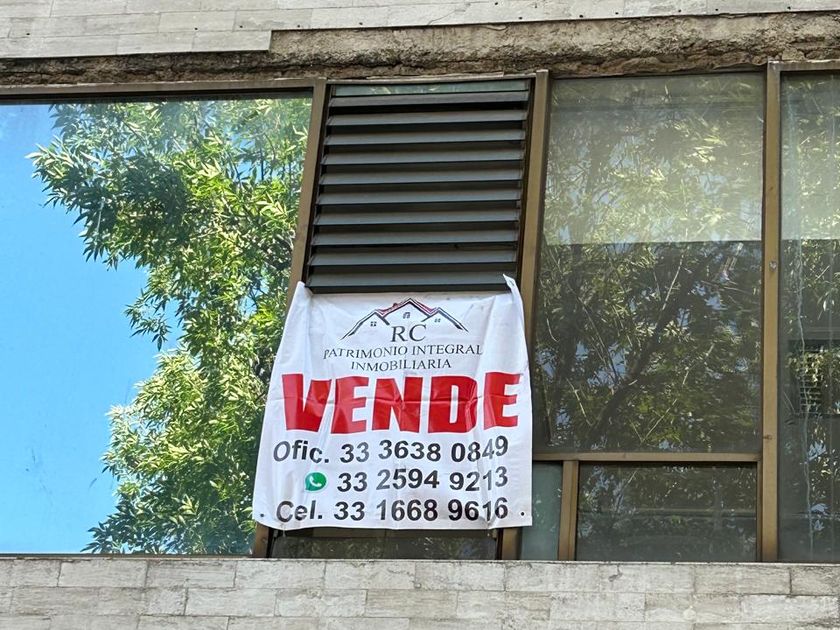 RC
PATRIMONIO INTEGRAL
INMOBILIARIA
VENDE
Ofic. 33 3638 0849
33 2594 9213
Cel. 33 1668 9616